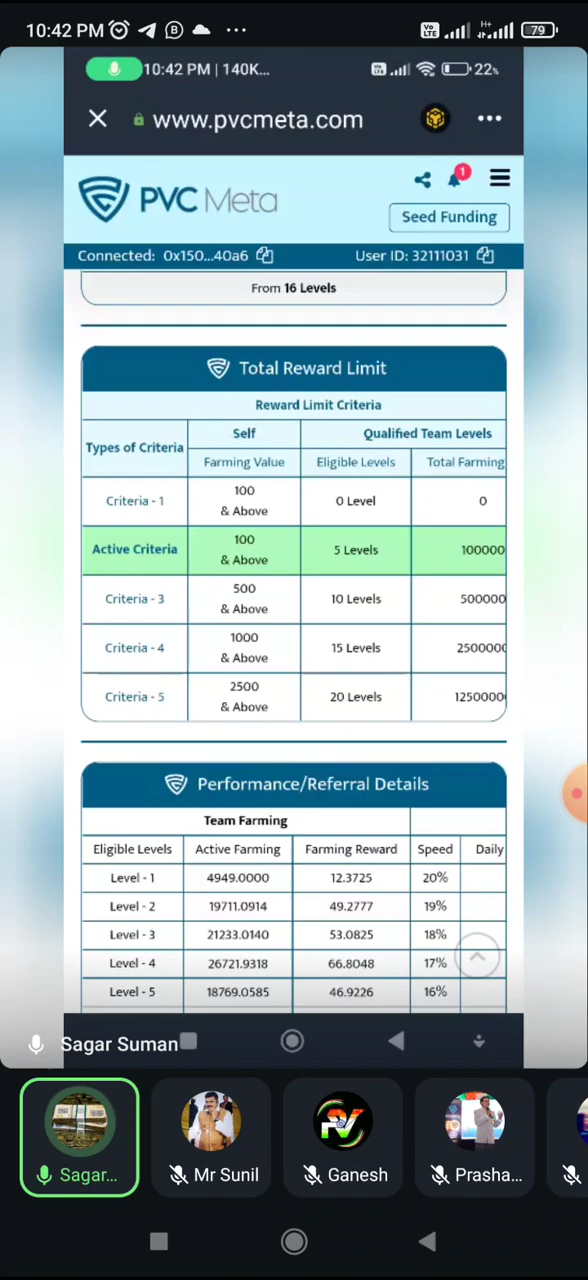 10:42 PM
Vo LTE
H+
79
10:42 PM | 140K...
22%
www.pvcmeta.com
PVC Meta
1
Seed Funding
Connected: 0x150...40a6
User ID: 32111031
From 16 Levels
Total Reward Limit
Reward Limit Criteria
Types of Criteria
Self
Qualified Team Levels
Farming Value
Eligible Levels
Total Farming
Criteria - 1
100 & Above
0 Level
0
Active Criteria
100 & Above
5 Levels
100000
Criteria - 3
500 & Above
10 Levels
500000
Criteria - 4
1000 & Above
15 Levels
2500000
Criteria - 5
2500 & Above
20 Levels
12500000
Performance/Referral Details
Team Farming
Eligible Levels
Active Farming
Farming Reward
Speed
Daily
Level - 1
4949.0000
12.3725
20%
Level - 2
19711.0914
49.2777
19%
Level - 3
21233.0140
53.0825
18%
Level - 4
26721.9318
66.8048
17%
Level - 5
18769.0585
46.9226
16%
Sagar Suman
Sagar...
Mr Sunil
Ganesh
Prasha...